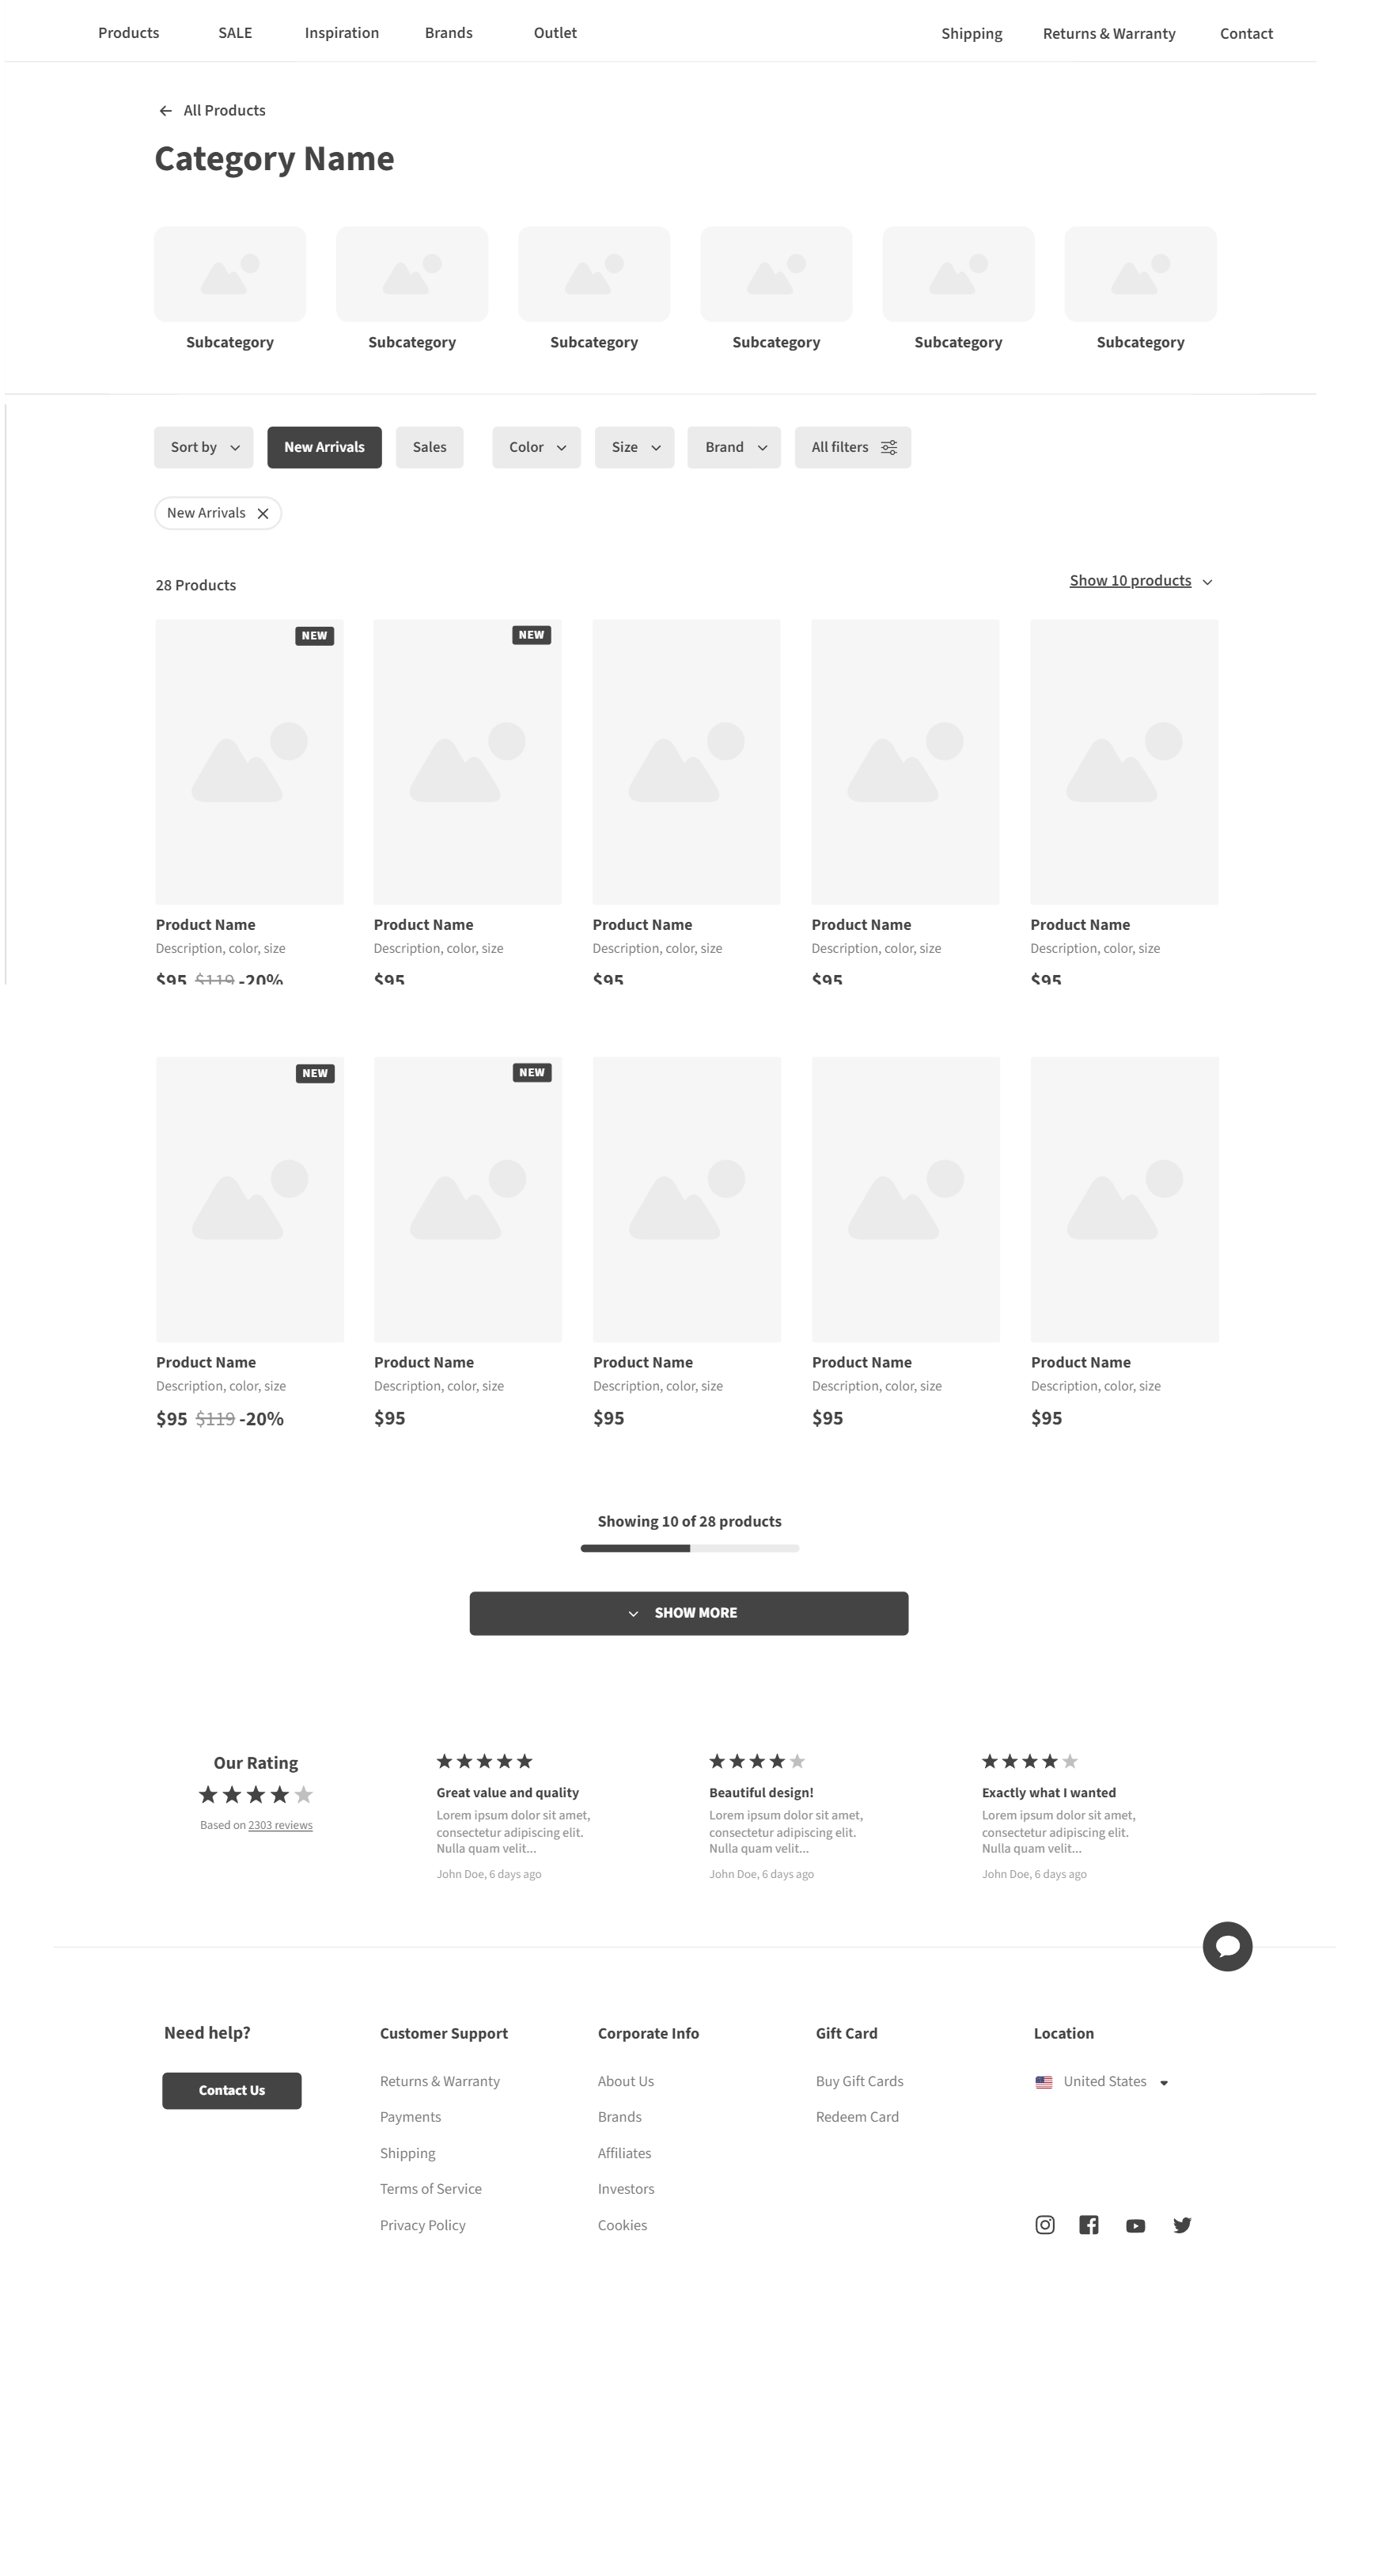 Products SALE Inspiration Brands Outlet Shipping Returns & Warranty Contact
All Products
Category Name
Subcategory Subcategory Subcategory Subcategory Subcategory Subcategory
Sort by New Arrivals Sales Color Size Brand All filters
New Arrivals
28 Products Show 10 products
NEW NEW
Product Name Product Name Product Name Product Name Product Name
Description, color, size Description, color, size Description, color, size Description, color, size Description, color, size
$95 $119 -20% $95 $95 $95 $95
NEW NEW
Product Name Product Name Product Name Product Name Product Name
Description, color, size Description, color, size Description, color, size Description, color, size Description, color, size
$95 $119 -20% $95 $95 $95 $95
Showing 10 of 28 products
SHOW MORE
Our Rating
Based on 2303 reviews
Great value and quality
Lorem ipsum dolor sit amet,
consectetur adipiscing elit.
Nulla quam velit...
John Doe, 6 days ago
Beautiful design!
Lorem ipsum dolor sit amet,
consectetur adipiscing elit.
Nulla quam velit...
John Doe, 6 days ago
Exactly what I wanted
Lorem ipsum dolor sit amet,
consectetur adipiscing elit.
Nulla quam velit...
John Doe, 6 days ago
Need help?
Contact Us
Customer Support
Returns & Warranty
Payments
Shipping
Terms of Service
Privacy Policy
Corporate Info
About Us
Brands
Affiliates
Investors
Cookies
Gift Card
Buy Gift Cards
Redeem Card
Location
United States